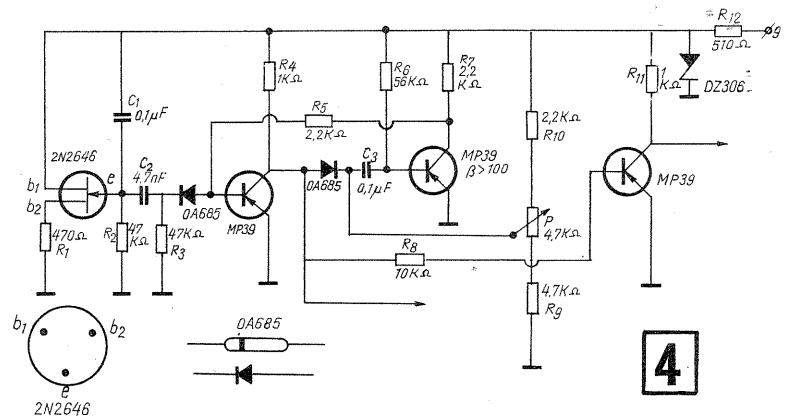 R12
510Ω
9
R4
1KΩ
R6
56KΩ
R7
2,2
KΩ
R11
1
KΩ
DZ306
C1
0,1µF
R5
2,2KΩ
2,2KΩ
R10
2N2646
C2
4,7nF
C3
0,1µF
MP39
β>100
MP39
b1
e
b2
0A685
0A685
MP39
470Ω
R1
R2
47
KΩ
47KΩ
R3
P
4,7KΩ
R8
10KΩ
4,7KΩ
R9
b1
b2
e
2N2646
0A685
4